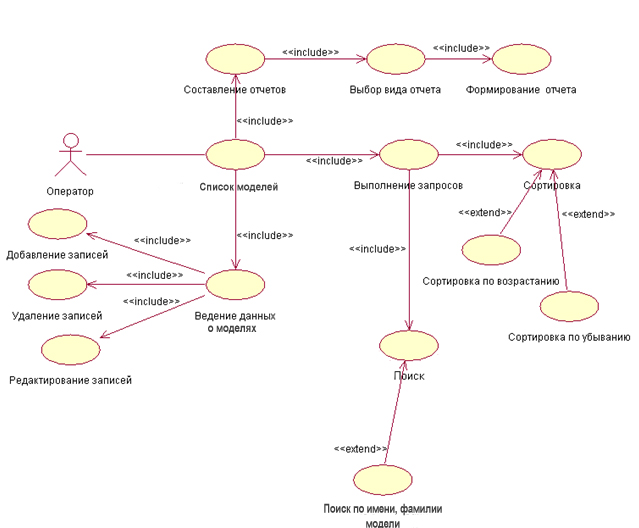 <<include>>
<<include>>
Составление отчетов
Выбор вида отчета
Формирование отчета
<<include>>
<<include>>
<<include>>
Оператор
Список моделей
Выполнение запросов
Сортировка
<<extend>>
<<extend>>
<<include>>
<<include>>
<<include>>
Добавление записей
<<include>>
Сортировка по возрастанию
<<include>>
Удаление записей
Ведение данных
о моделях
Сортировка по убыванию
Редактирование записей
Поиск
<<extend>>
Поиск по имени, фамилии
модели